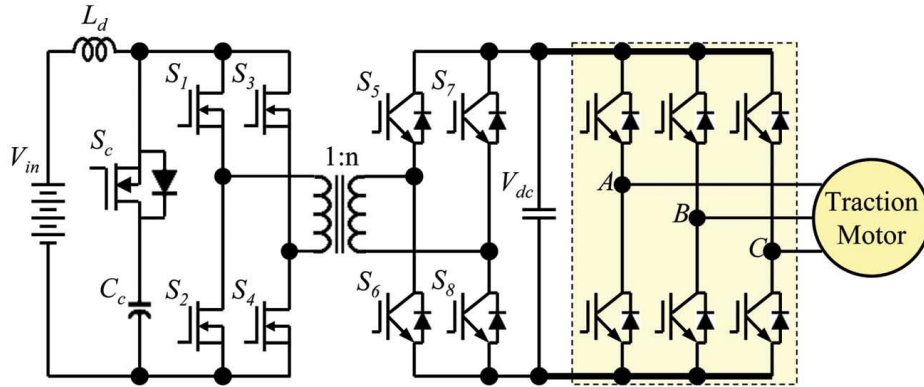 L_d
S_1
S_3
S_5
S_7
S_c
V_in
1:n
V_dc
A
B
C
Traction
Motor
C_c
S_2
S_4
S_6
S_8